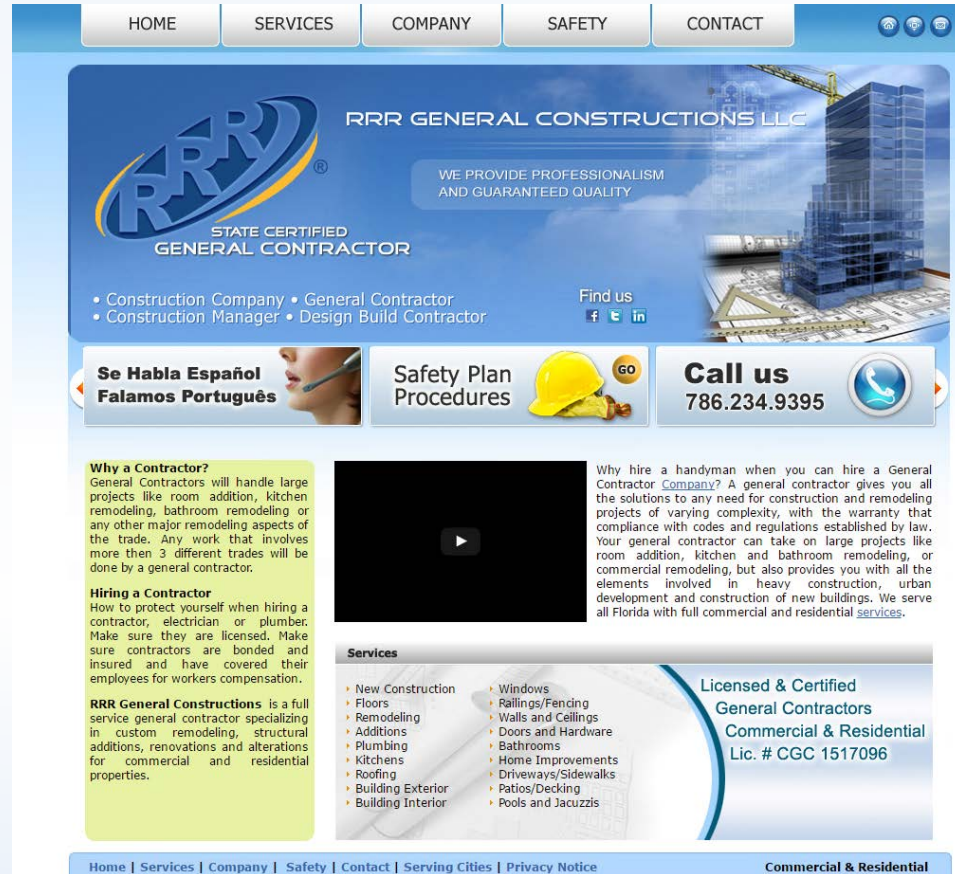 HOME SERVICES COMPANY SAFETY CONTACT
RRR GENERAL CONSTRUCTIONS LLC
WE PROVIDE PROFESSIONALISM
AND GUARANTEED QUALITY
RRR®
STATE CERTIFIED
GENERAL CONTRACTOR
• Construction Company • General Contractor
• Construction Manager • Design Build Contractor
Find us
f t in
Se Habla Español
Falamos Português
Safety Plan
Procedures
GO
Call us
786.234.9395
Why a Contractor?
General Contractors will handle large
projects like room addition, kitchen
remodeling, bathroom remodeling or
any other major remodeling aspects of
the trade. Any work that involves
more then 3 different trades will be
done by a general contractor.
Hiring a Contractor
How to protect yourself when hiring a
contractor, electrician or plumber.
Make sure they are licensed. Make
sure contractors are bonded and
insured and have covered their
employees for workers compensation.
RRR General Constructions is a full
service general contractor specializing
in custom remodeling, structural
additions, renovations and alterations
for commercial and residential
properties.
Why hire a handyman when you can hire a General
Contractor Company? A general contractor gives you all
the solutions to any need for construction and remodeling
projects of varying complexity, with the warranty that
compliance with codes and regulations established by law.
Your general contractor can take on large projects like
room addition, kitchen and bathroom remodeling, or
commercial remodeling, but also provides you with all the
elements involved in heavy construction, urban
development and construction of new buildings. We serve
all Florida with full commercial and residential services.
Services
New Construction
Floors
Remodeling
Additions
Plumbing
Kitchens
Roofing
Building Exterior
Building Interior
Windows
Railings/Fencing
Walls and Ceilings
Doors and Hardware
Bathrooms
Home Improvements
Driveways/Sidewalks
Patios/Decking
Pools and Jacuzzis
Licensed & Certified
General Contractors
Commercial & Residential
Lic. # CGC 1517096
Home | Services | Company | Safety | Contact | Serving Cities | Privacy Notice
Commercial & Residential